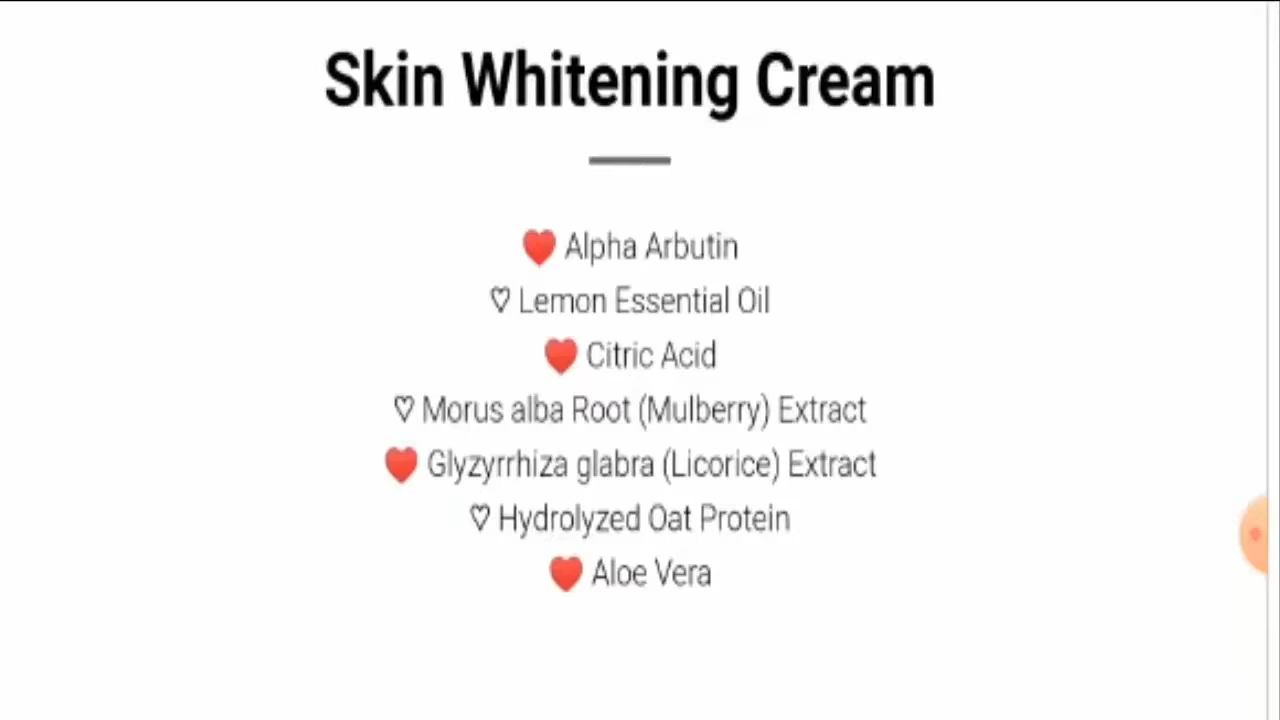 Skin Whitening Cream
❤ Alpha Arbutin
♡ Lemon Essential Oil
❤ Citric Acid
♡ Morus alba Root (Mulberry) Extract
❤ Glyzyrrhiza glabra (Licorice) Extract
♡ Hydrolyzed Oat Protein
❤ Aloe Vera